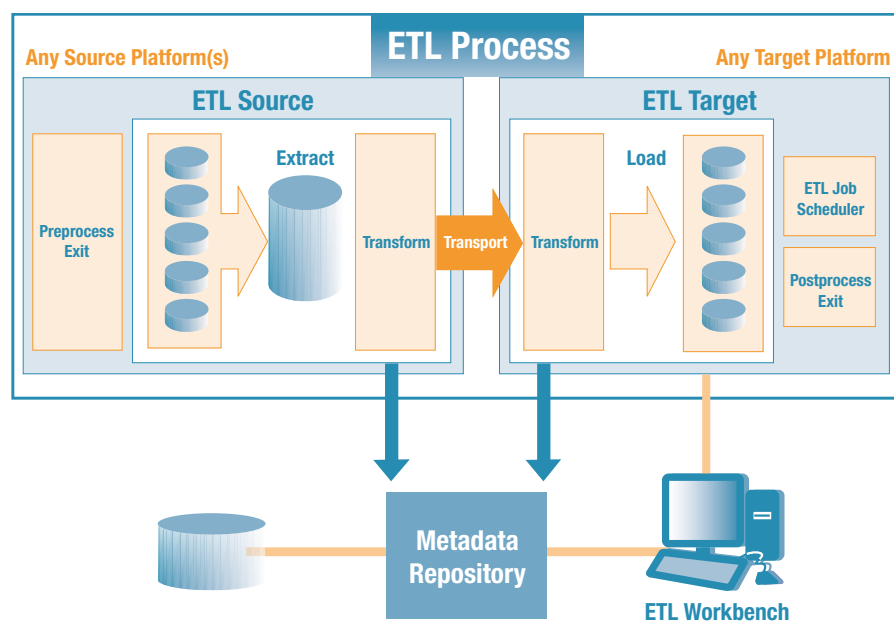 ETL Process
Any Source Platform(s)
Any Target Platform
ETL Source
ETL Target
Extract
Load
Preprocess
Exit
Transform
Transport
Transform
ETL Job
Scheduler
Postprocess
Exit
Metadata
Repository
ETL Workbench